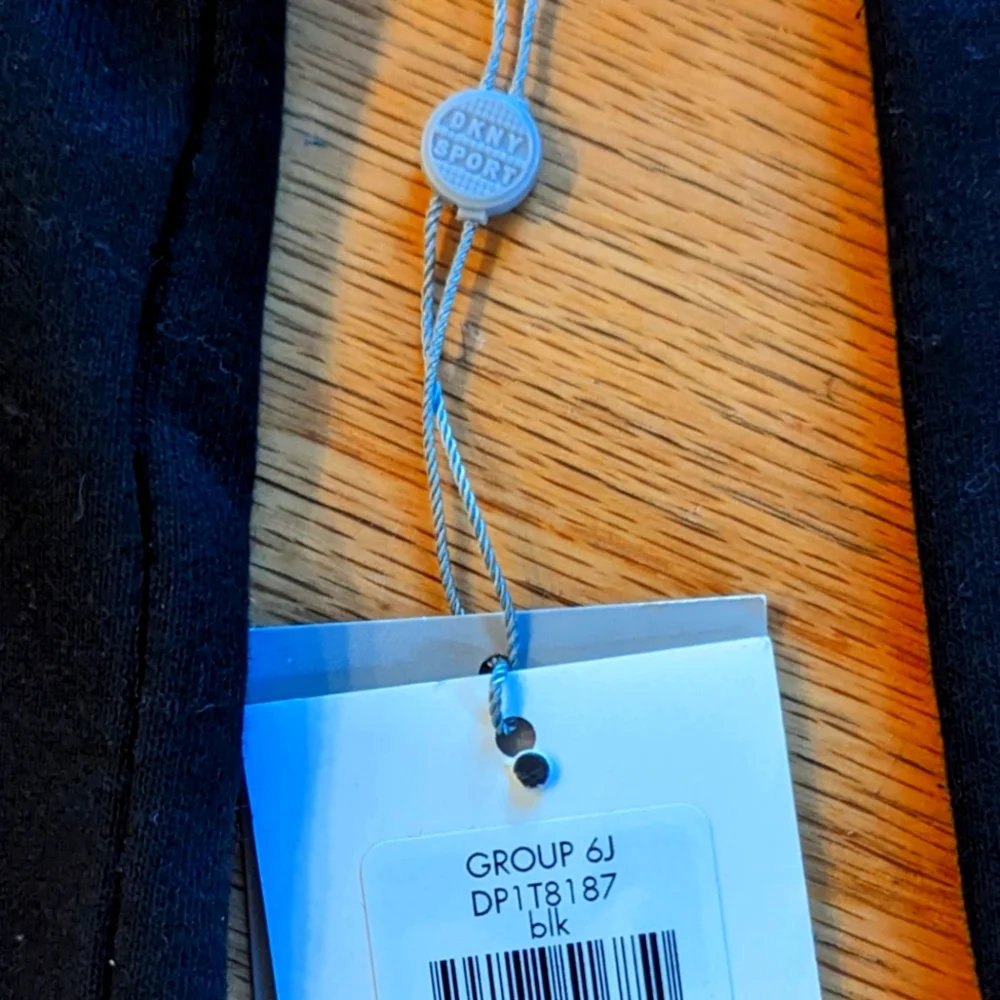 DKNY
SPORT
GROUP 6J
DP1T8187
blk